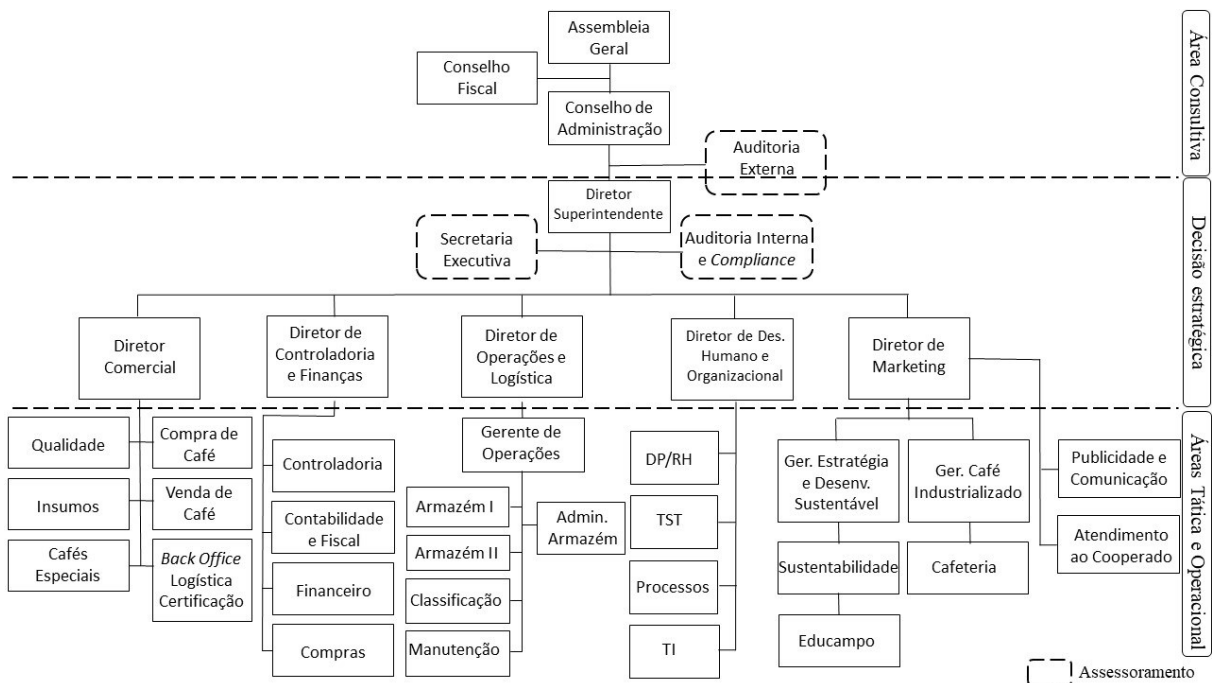 Assembleia
Geral
Conselho
Fiscal
Conselho de
Administração
Auditoria
Externa
Área Consultiva
Diretor
Superintendente
Secretaria
Executiva
Auditoria Interna
e Compliance
Decisão estratégica
Diretor
Comercial
Diretor de
Controladoria
e Finanças
Diretor de
Operações e
Logística
Diretor de Des.
Humano e
Organizacional
Diretor de
Marketing
Qualidade
Compra de
Café
Insumos
Venda de
Café
Cafés
Especiais
Back Office
Logística
Certificação
Controladoria
Contabilidade
e Fiscal
Financeiro
Compras
Gerente de
Operações
Armazém I
Admin.
Armazém
Armazém II
Classificação
Manutenção
DP/RH
TST
Processos
TI
Ger. Estratégia
e Desenv.
Sustentável
Sustentabilidade
Educampo
Ger. Café
Industrializado
Cafeteria
Publicidade e
Comunicação
Atendimento
ao Cooperado
Áreas Tática e Operacional
Assessoramento